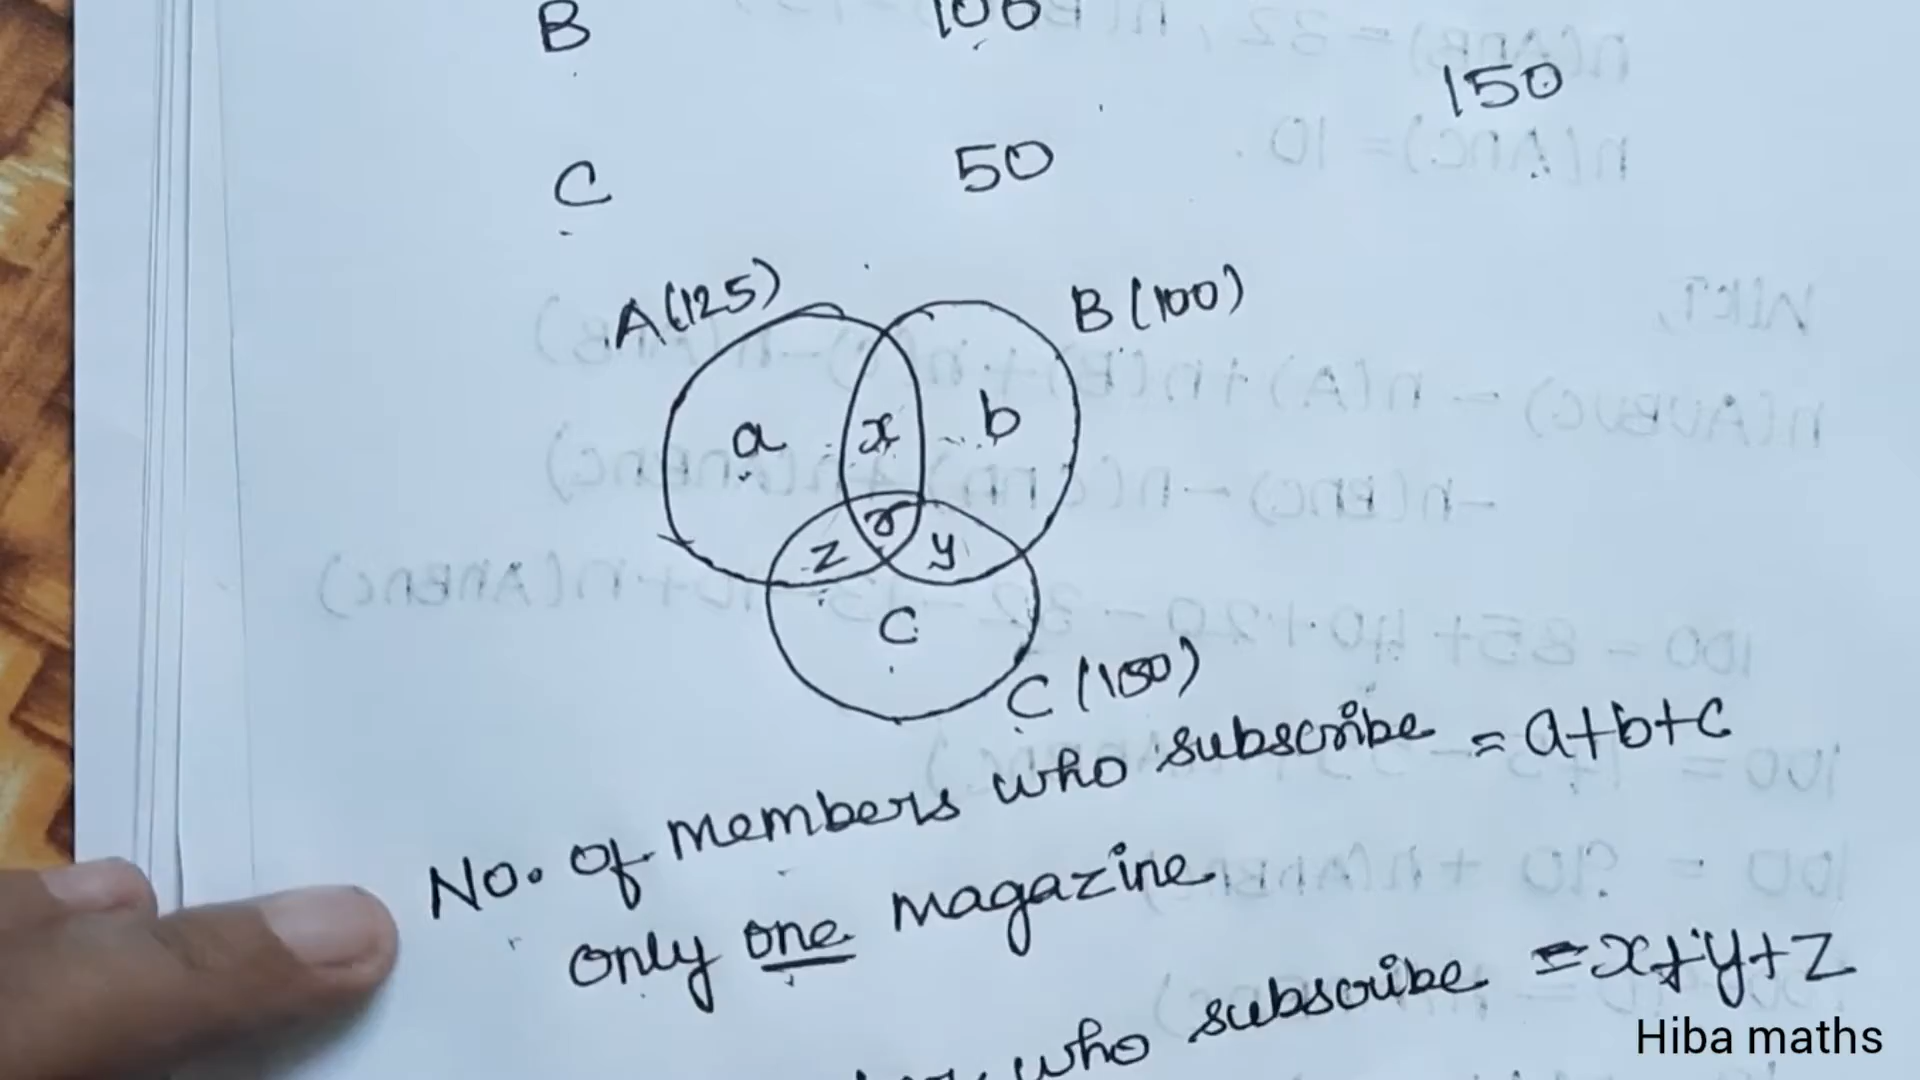 B 100
150
C 50
A(125)
B(100)
a x b
r
z y
C
C(150)
No. of members who subscribe = a+b+c
only one magazine
who subscribe = x+y+z
Hiba maths